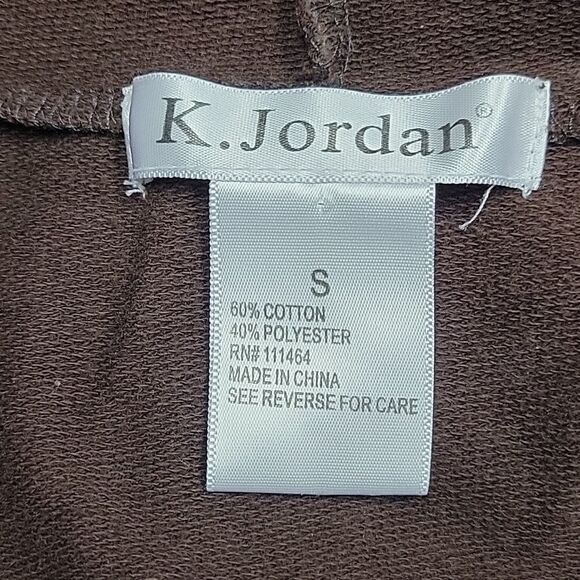 K.Jordan®
S
60% COTTON
40% POLYESTER
RN# 111464
MADE IN CHINA
SEE REVERSE FOR CARE